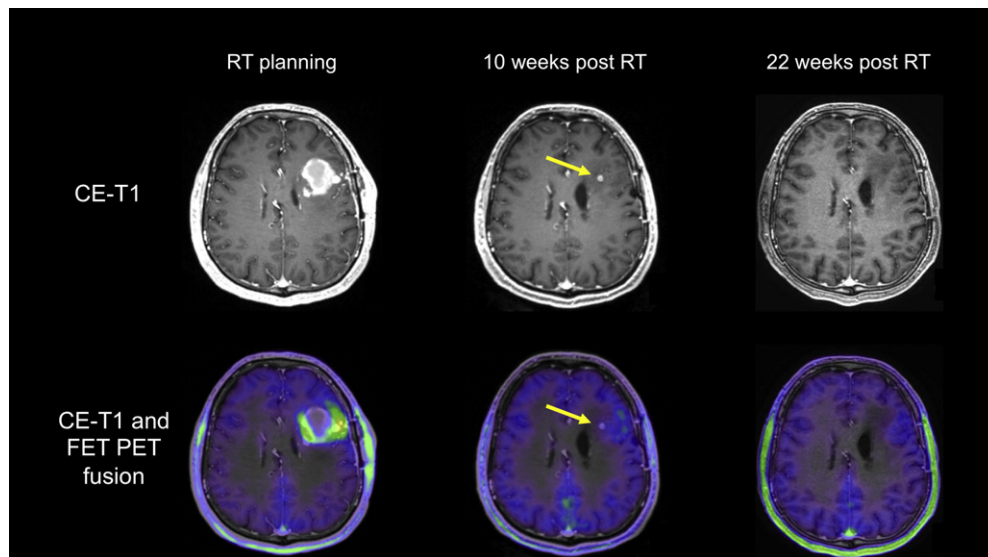 RT planning
10 weeks post RT
22 weeks post RT
CE-T1
CE-T1 and
FET PET
fusion